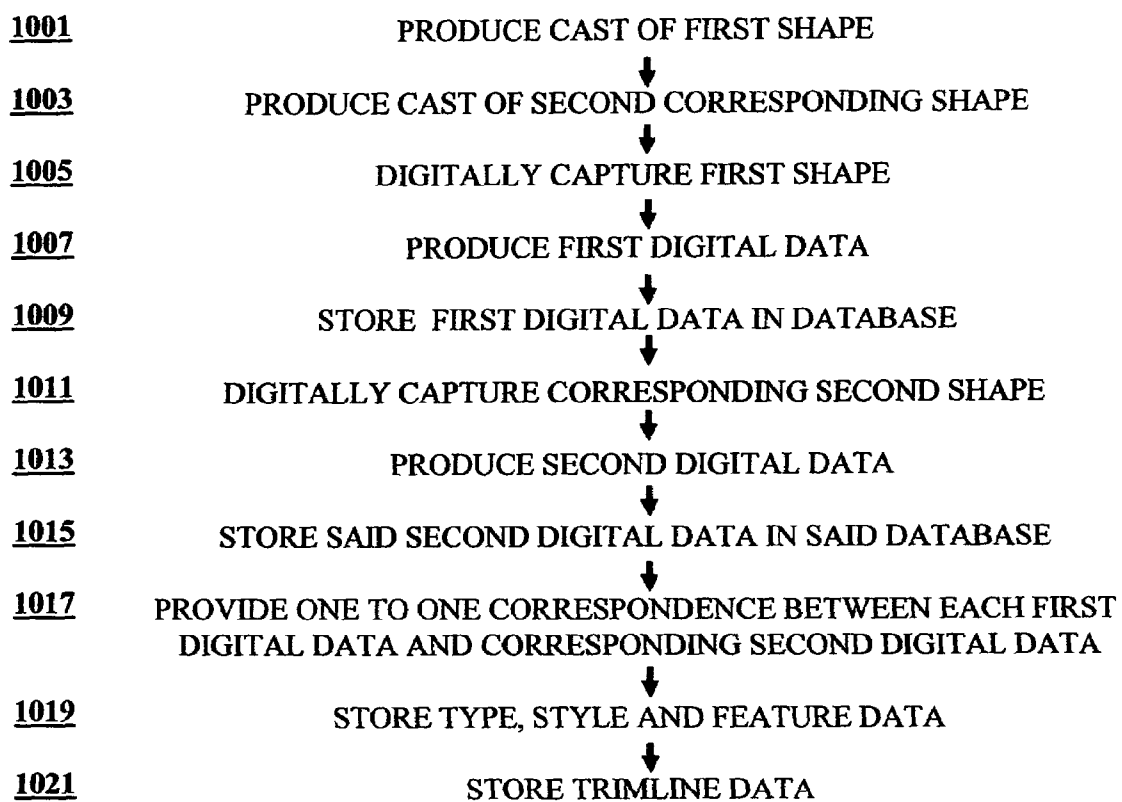 1001 PRODUCE CAST OF FIRST SHAPE
1003 PRODUCE CAST OF SECOND CORRESPONDING SHAPE
1005 DIGITALLY CAPTURE FIRST SHAPE
1007 PRODUCE FIRST DIGITAL DATA
1009 STORE FIRST DIGITAL DATA IN DATABASE
1011 DIGITALLY CAPTURE CORRESPONDING SECOND SHAPE
1013 PRODUCE SECOND DIGITAL DATA
1015 STORE SAID SECOND DIGITAL DATA IN SAID DATABASE
1017 PROVIDE ONE TO ONE CORRESPONDENCE BETWEEN EACH FIRST
DIGITAL DATA AND CORRESPONDING SECOND DIGITAL DATA
1019 STORE TYPE, STYLE AND FEATURE DATA
1021 STORE TRIMLINE DATA